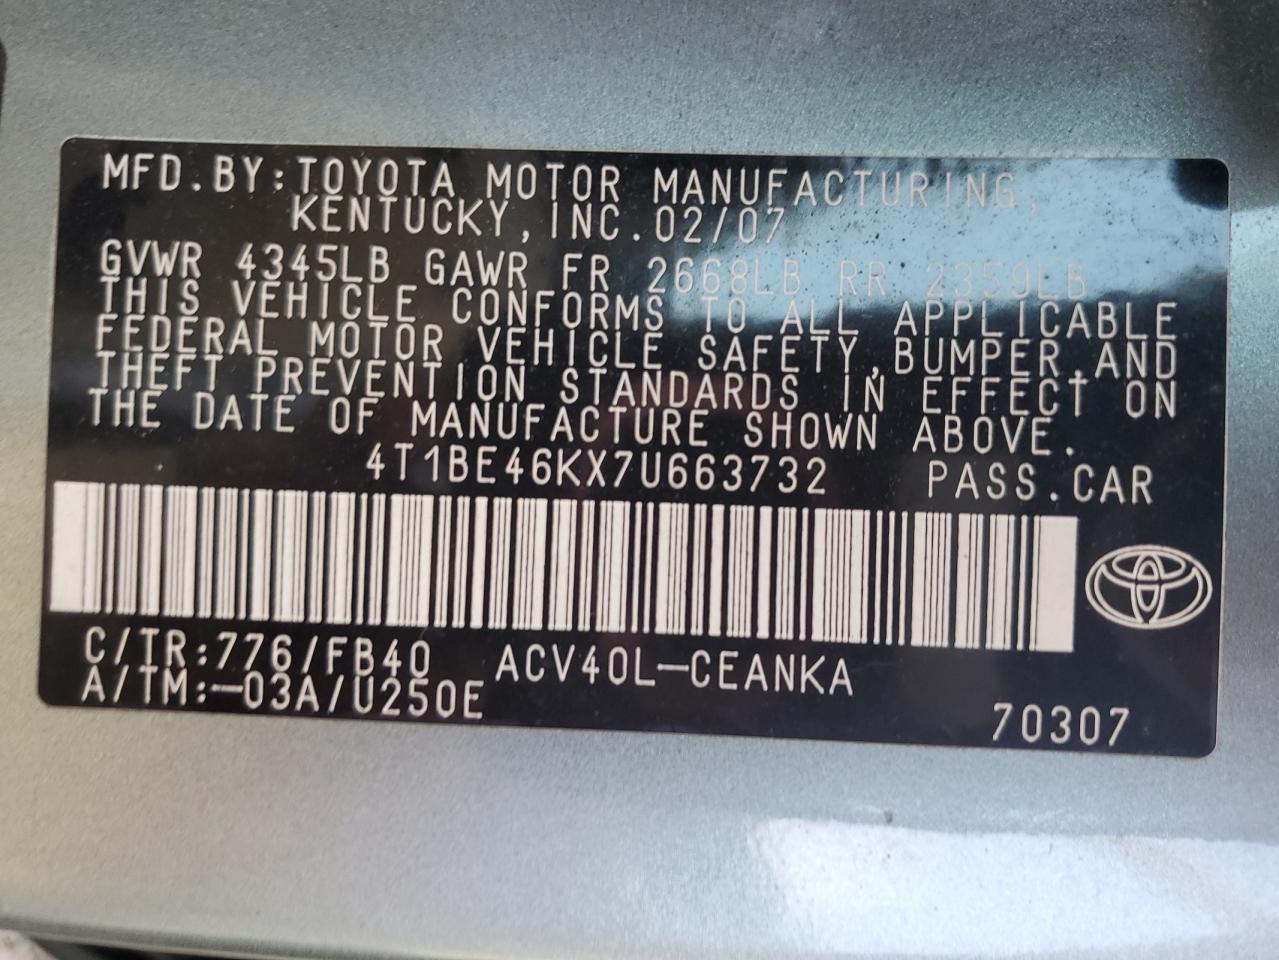 MFD.BY:TOYOTA MOTOR MANUFACTURING,
KENTUCKY,INC.02/07
GVWR 4345LB GAWR FR 2668LB RR 2359LB
THIS VEHICLE CONFORMS TO ALL APPLICABLE
FEDERAL MOTOR VEHICLE SAFETY,BUMPER,AND
THEFT PREVENTION STANDARDS IN EFFECT ON
THE DATE OF MANUFACTURE SHOWN ABOVE.
4T1BE46KX7U663732 PASS.CAR
C/TR:776/FB40 ACV40L-CEANKA
A/TM:-03A/U250E
70307